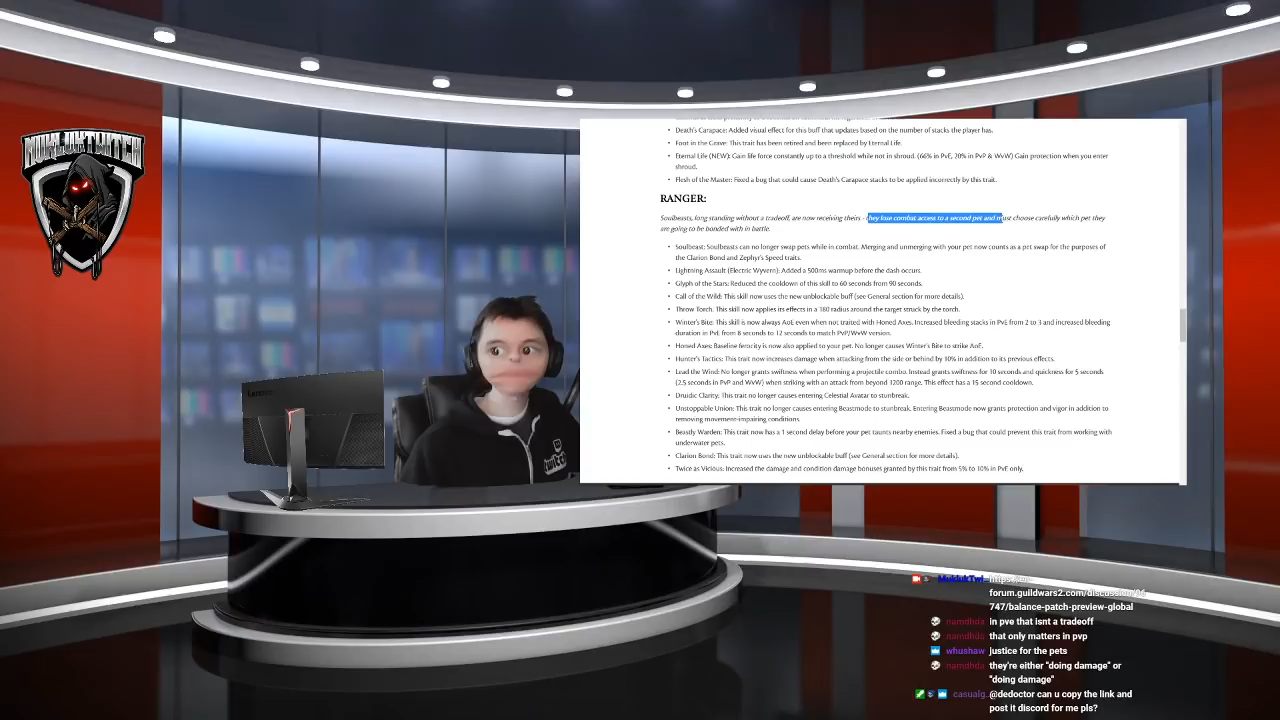 MUKLUKTWITCH
Death's Carapace: Added visual effect for this buff that updates based on the number of stacks the player has.
Foot in the Grave: This trait has been retired and been replaced by Eternal Life.
Eternal Life (NEW): Gain life force constantly up to a threshold while not in shroud. (66% in PvE, 20% in PvP & WvW) Gain protection when you enter
shroud.
Flesh of the Master: Fixed a bug that could cause Death's Carapace stacks to be applied incorrectly by this trait.
RANGER:
Soulbeasts, long standing without a tradeoff, are now receiving theirs - they lose combat access to a second pet and must choose carefully which pet they
are going to be bonded with in battle.
Soulbeast: Soulbeasts can no longer swap pets while in combat. Merging and unmerging with your pet now counts as a pet swap for the purposes of
the Clarion Bond and Zephyr's Speed traits.
Lightning Assault (Electric Wyvern): Added a 500ms warmup before the dash occurs.
Glyph of the Stars: Reduced the cooldown of this skill to 60 seconds from 90 seconds.
Call of the Wild: This skill now uses the new unblockable buff (see General section for more details).
Throw Torch. This skill now applies its effects in a 180 radius around the target struck by the torch.
Winter's Bite: This skill is now always AoE even when not traited with Honed Axes. Increased bleeding stacks in PvE from 2 to 3 and increased bleeding
duration in PvE from 8 seconds to 12 seconds to match PvP/WvW version.
Honed Axes: Baseline ferocity is now also applied to your pet. No longer causes Winter's Bite to strike AoE.
Hunter's Tactics: This trait now increases damage when attacking from the side or behind by 10% in addition to its previous effects.
Lead the Wind: No longer grants swiftness when performing a projectile combo. Instead grants swiftness for 10 seconds and quickness for 5 seconds
(2.5 seconds in PvP and WvW) when striking with an attack from beyond 1200 range. This effect has a 15 second cooldown.
Druidic Clarity: This trait no longer causes entering Celestial Avatar to stunbreak.
Unstoppable Union: This trait no longer causes entering Beastmode to stunbreak. Entering Beastmode now grants protection and vigor in addition to
removing movement-impairing conditions.
Beastly Warden: This trait now has a 1 second delay before your pet taunts nearby enemies. Fixed a bug that could prevent this trait from working with
underwater pets.
Clarion Bond: This trait now uses the new unblockable buff (see General section for more details).
Twice as Vicious: Increased the damage and condition damage bonuses granted by this trait from 5% to 10% in PvE only.
Lenovo
forum.guildwars2.com/discussion/
747/balance-patch-preview-global
namdhda in pve that isnt a tradeoff
namdhda that only matters in pvp
whushaw justice for the pets
namdhda they're either "doing damage" or
"doing damage"
casualg.. @dedoctor can u copy the link and
post it discord for me pls?